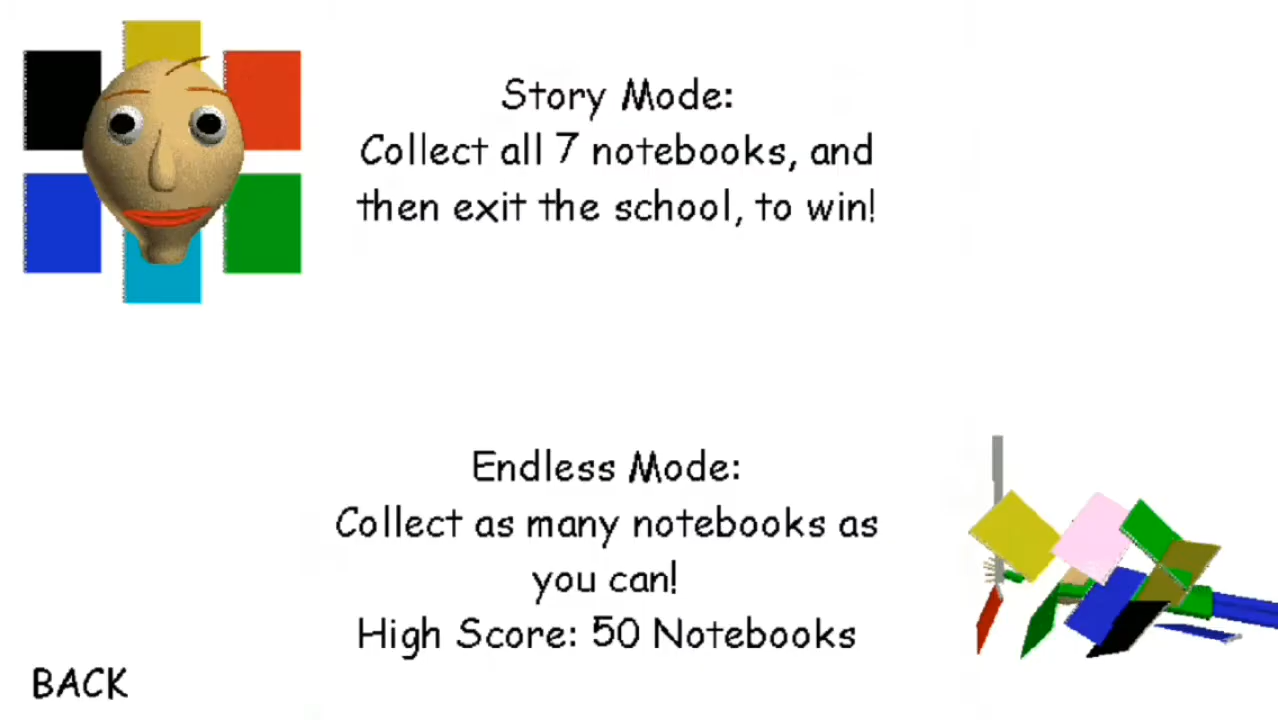 Story Mode:
Collect all 7 notebooks, and
then exit the school, to win!
Endless Mode:
Collect as many notebooks as
you can!
High Score: 50 Notebooks
BACK